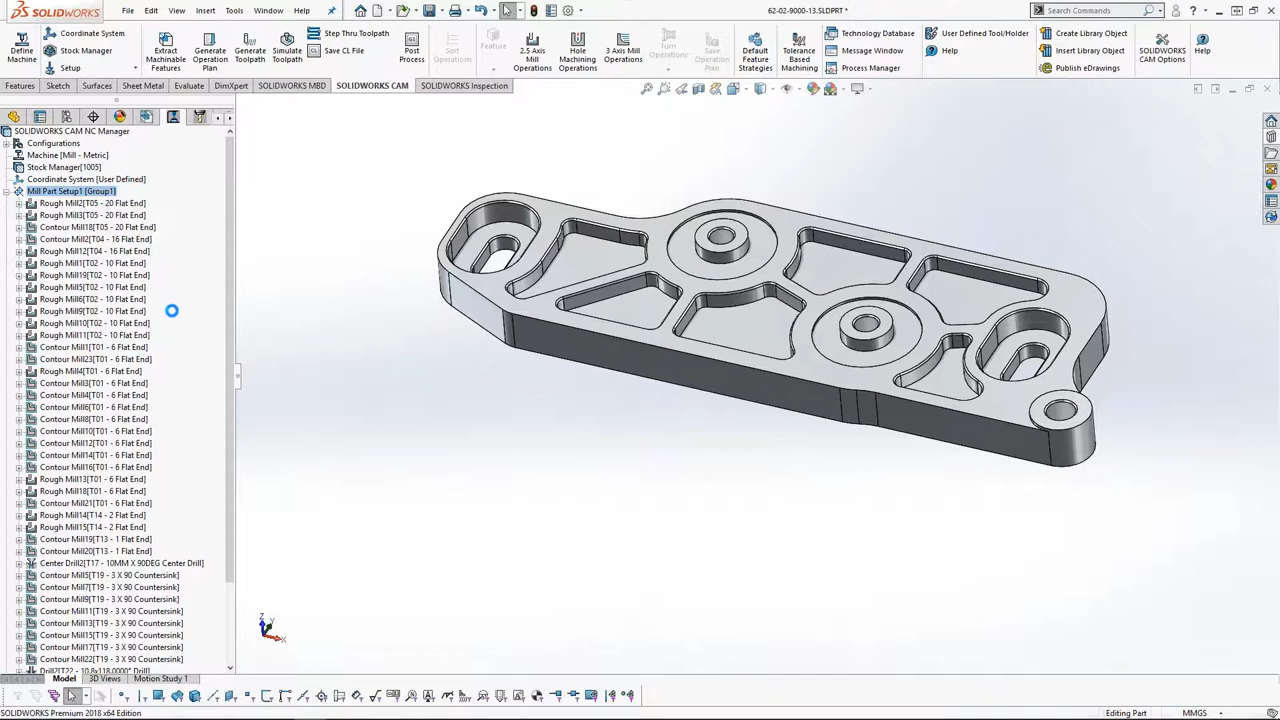 SOLIDWORKS
File Edit View Insert Tools Window Help
62-02-9000-13.SLDPRT *
Search Commands
Define Machine
Coordinate System
Stock Manager
Setup
Extract Machinable Features
Generate Operation Plan
Generate Toolpath
Simulate Toolpath
Step Thru Toolpath
Save CL File
Post Process
Sort Operations
Feature
2.5 Axis Mill Operations
Hole Machining Operations
3 Axis Mill Operations
Turn Operations
Save Operation Plan
Default Feature Strategies
Tolerance Based Machining
Technology Database
Message Window
Process Manager
User Defined Tool/Holder
Help
Create Library Object
Insert Library Object
Publish eDrawings
SOLIDWORKS CAM Options
Help
Features Sketch Surfaces Sheet Metal Evaluate DimXpert SOLIDWORKS MBD SOLIDWORKS CAM SOLIDWORKS Inspection
SOLIDWORKS CAM NC Manager
Configurations
Machine [Mill - Metric]
Stock Manager[1005]
Coordinate System [User Defined]
Mill Part Setup1 [Group1]
Rough Mill2[T05 - 20 Flat End]
Rough Mill3[T05 - 20 Flat End]
Contour Mill18[T05 - 20 Flat End]
Contour Mill2[T04 - 16 Flat End]
Rough Mill12[T04 - 16 Flat End]
Rough Mill1[T02 - 10 Flat End]
Rough Mill19[T02 - 10 Flat End]
Rough Mill5[T02 - 10 Flat End]
Rough Mill6[T02 - 10 Flat End]
Rough Mill9[T02 - 10 Flat End]
Rough Mill10[T02 - 10 Flat End]
Rough Mill11[T02 - 10 Flat End]
Contour Mill1[T01 - 6 Flat End]
Contour Mill23[T01 - 6 Flat End]
Rough Mill4[T01 - 6 Flat End]
Contour Mill3[T01 - 6 Flat End]
Contour Mill4[T01 - 6 Flat End]
Contour Mill6[T01 - 6 Flat End]
Contour Mill8[T01 - 6 Flat End]
Contour Mill10[T01 - 6 Flat End]
Contour Mill12[T01 - 6 Flat End]
Contour Mill14[T01 - 6 Flat End]
Contour Mill16[T01 - 6 Flat End]
Rough Mill13[T01 - 6 Flat End]
Rough Mill18[T01 - 6 Flat End]
Contour Mill21[T01 - 6 Flat End]
Rough Mill14[T14 - 2 Flat End]
Rough Mill15[T14 - 2 Flat End]
Contour Mill19[T13 - 1 Flat End]
Contour Mill20[T13 - 1 Flat End]
Center Drill2[T17 - 10MM X 90DEG Center Drill]
Contour Mill5[T19 - 3 X 90 Countersink]
Contour Mill7[T19 - 3 X 90 Countersink]
Contour Mill9[T19 - 3 X 90 Countersink]
Contour Mill11[T19 - 3 X 90 Countersink]
Contour Mill13[T19 - 3 X 90 Countersink]
Contour Mill15[T19 - 3 X 90 Countersink]
Contour Mill17[T19 - 3 X 90 Countersink]
Contour Mill22[T19 - 3 X 90 Countersink]
Drill2[T22 - 10.8x118.0000° Drill]
Z
Y
X
Model 3D Views Motion Study 1
SOLIDWORKS Premium 2018 x64 Edition
Editing Part
MMGS